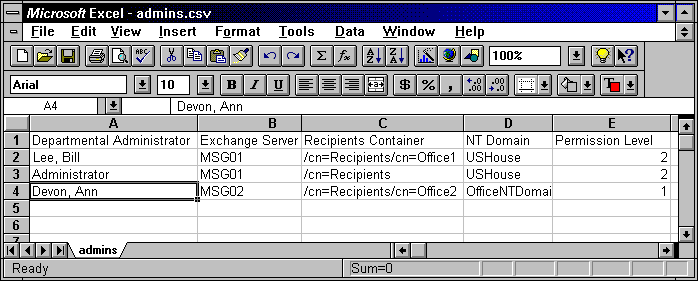 Microsoft Excel - admins.csv
File Edit View Insert Format Tools Data Window Help
ABC Σ fx A Z Z A 100% ?
Arial 10 B I U a $ % , .0 .00 .00 .0 T
A4 Devon, Ann
A B C D E
1 Departmental Administrator Exchange Server Recipients Container NT Domain Permission Level
2 Lee, Bill MSG01 /cn=Recipients/cn=Office1 USHouse 2
3 Administrator MSG01 /cn=Recipients USHouse 2
4 Devon, Ann MSG02 /cn=Recipients/cn=Office2 OfficeNTDomai 1
5
6
7
admins
Ready Sum=0